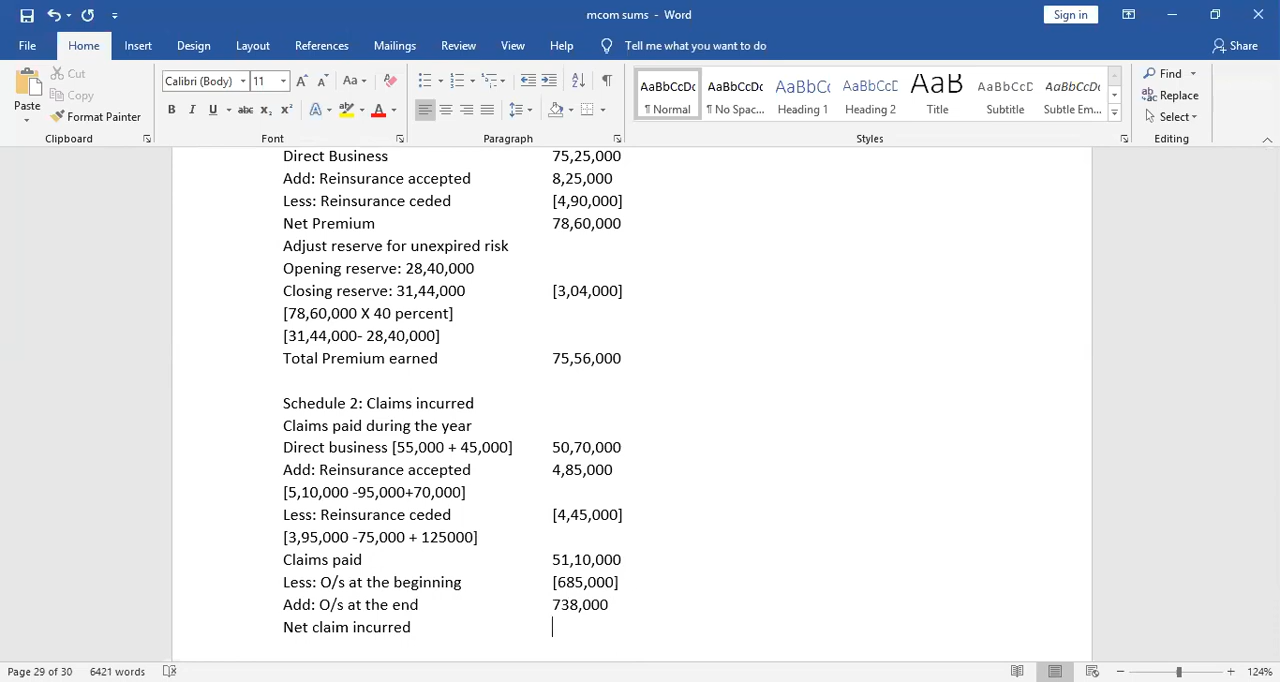 mcom sums - Word
Sign in
File Home Insert Design Layout References Mailings Review View Help Tell me what you want to do Share
Paste
Cut
Copy
Format Painter
Clipboard
Calibri (Body) 11
Font
Paragraph
AaBbCcDc AaBbCcDc AaBbCc AaBbCcC AaB AaBbCcD AaBbCcDc
¶ Normal ¶ No Spac... Heading 1 Heading 2 Title Subtitle Subtle Em...
Styles
Find
Replace
Select
Editing
Direct Business 75,25,000
Add: Reinsurance accepted 8,25,000
Less: Reinsurance ceded [4,90,000]
Net Premium 78,60,000
Adjust reserve for unexpired risk
Opening reserve: 28,40,000
Closing reserve: 31,44,000 [3,04,000]
[78,60,000 X 40 percent]
[31,44,000- 28,40,000]
Total Premium earned 75,56,000
Schedule 2: Claims incurred
Claims paid during the year
Direct business [55,000 + 45,000] 50,70,000
Add: Reinsurance accepted 4,85,000
[5,10,000 -95,000+70,000]
Less: Reinsurance ceded [4,45,000]
[3,95,000 -75,000 + 125000]
Claims paid 51,10,000
Less: O/s at the beginning [685,000]
Add: O/s at the end 738,000
Net claim incurred
Page 29 of 30 6421 words 124%